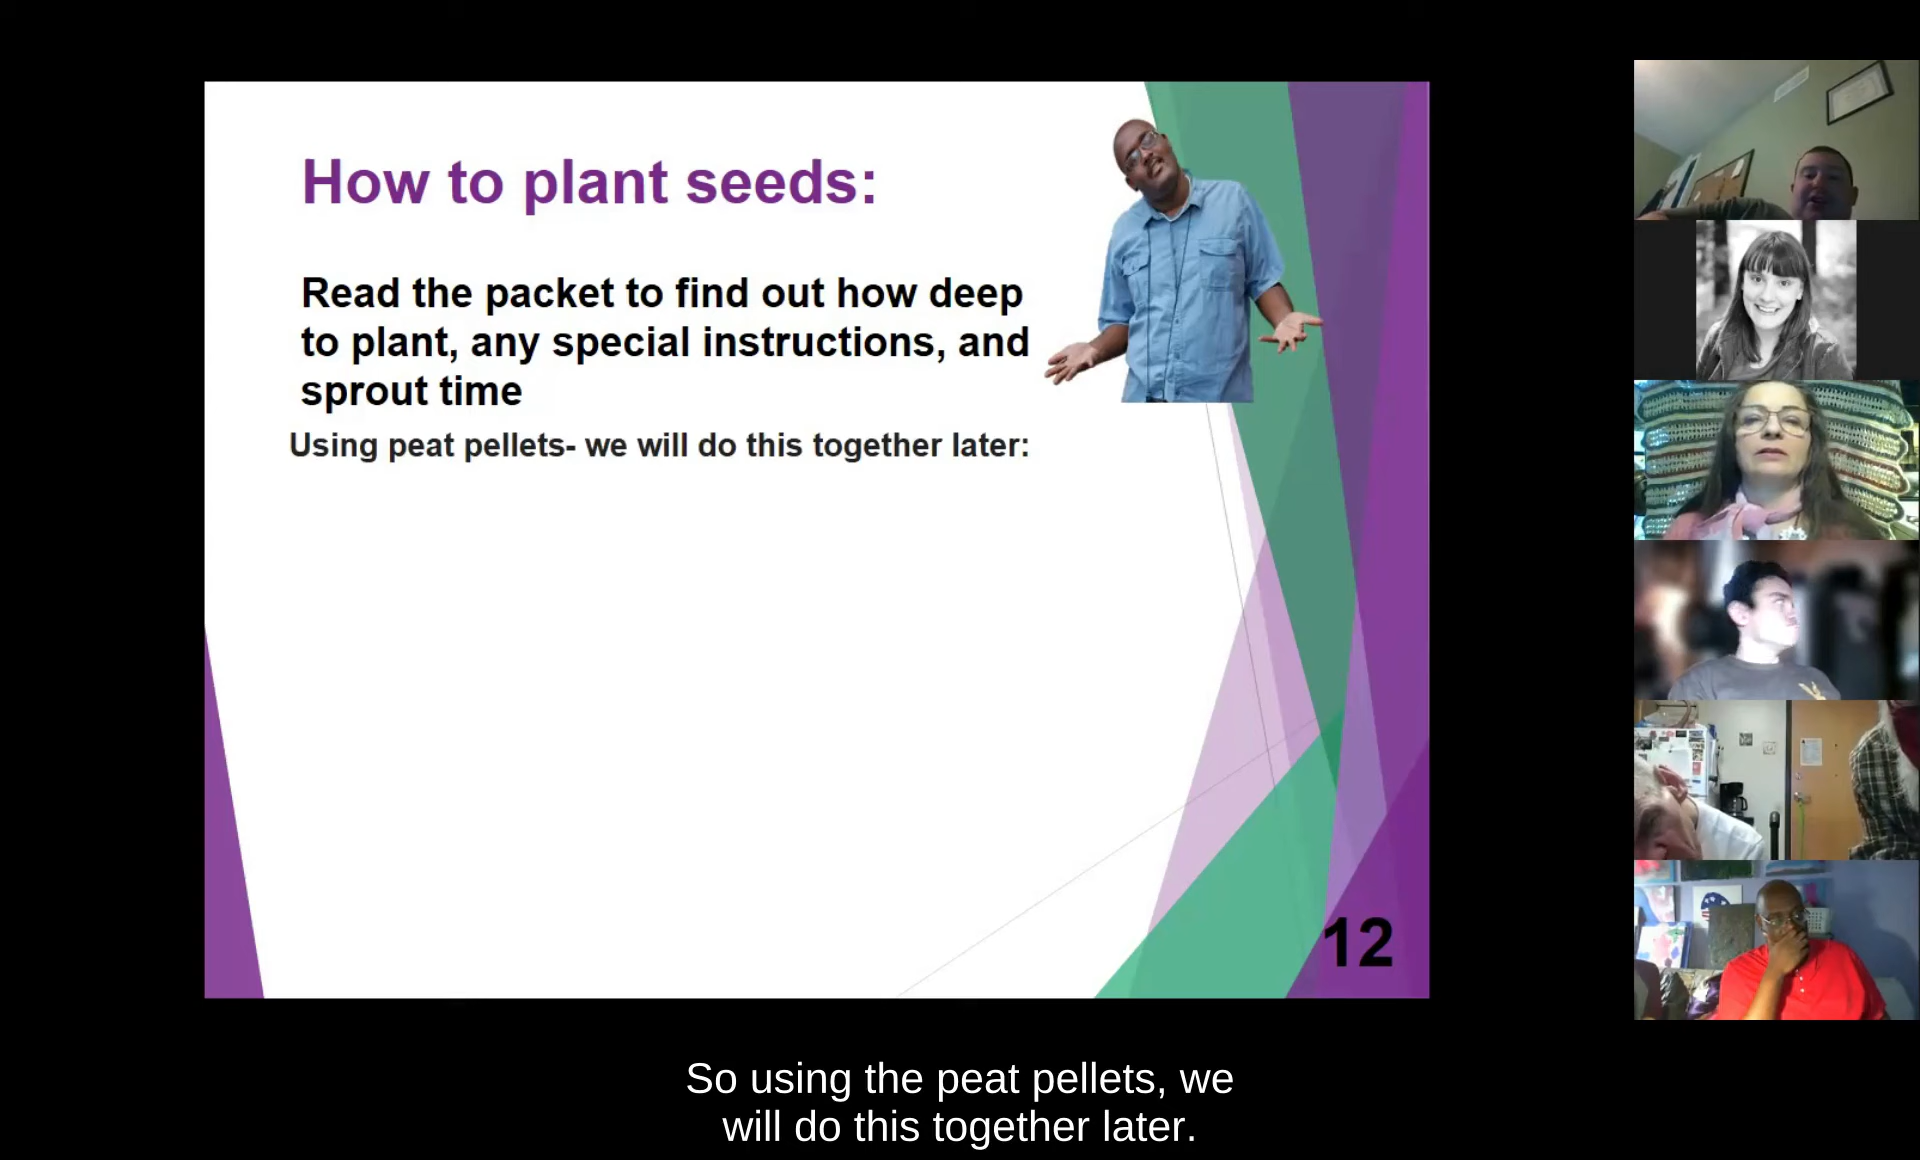 How to plant seeds:
Read the packet to find out how deep
to plant, any special instructions, and
sprout time
Using peat pellets- we will do this together later:
12
So using the peat pellets, we
will do this together later.